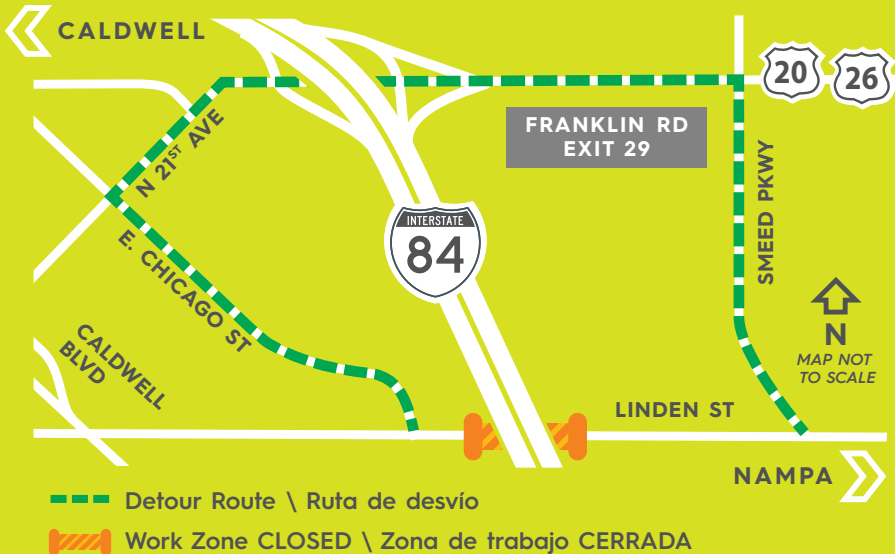 CALDWELL
20
26
N 21ST AVE
FRANKLIN RD
EXIT 29
SMEED PKWY
INTERSTATE
84
E. CHICAGO ST
CALDWELL
BLVD
N
MAP NOT
TO SCALE
LINDEN ST
NAMPA
Detour Route \ Ruta de desvío
Work Zone CLOSED \ Zona de trabajo CERRADA